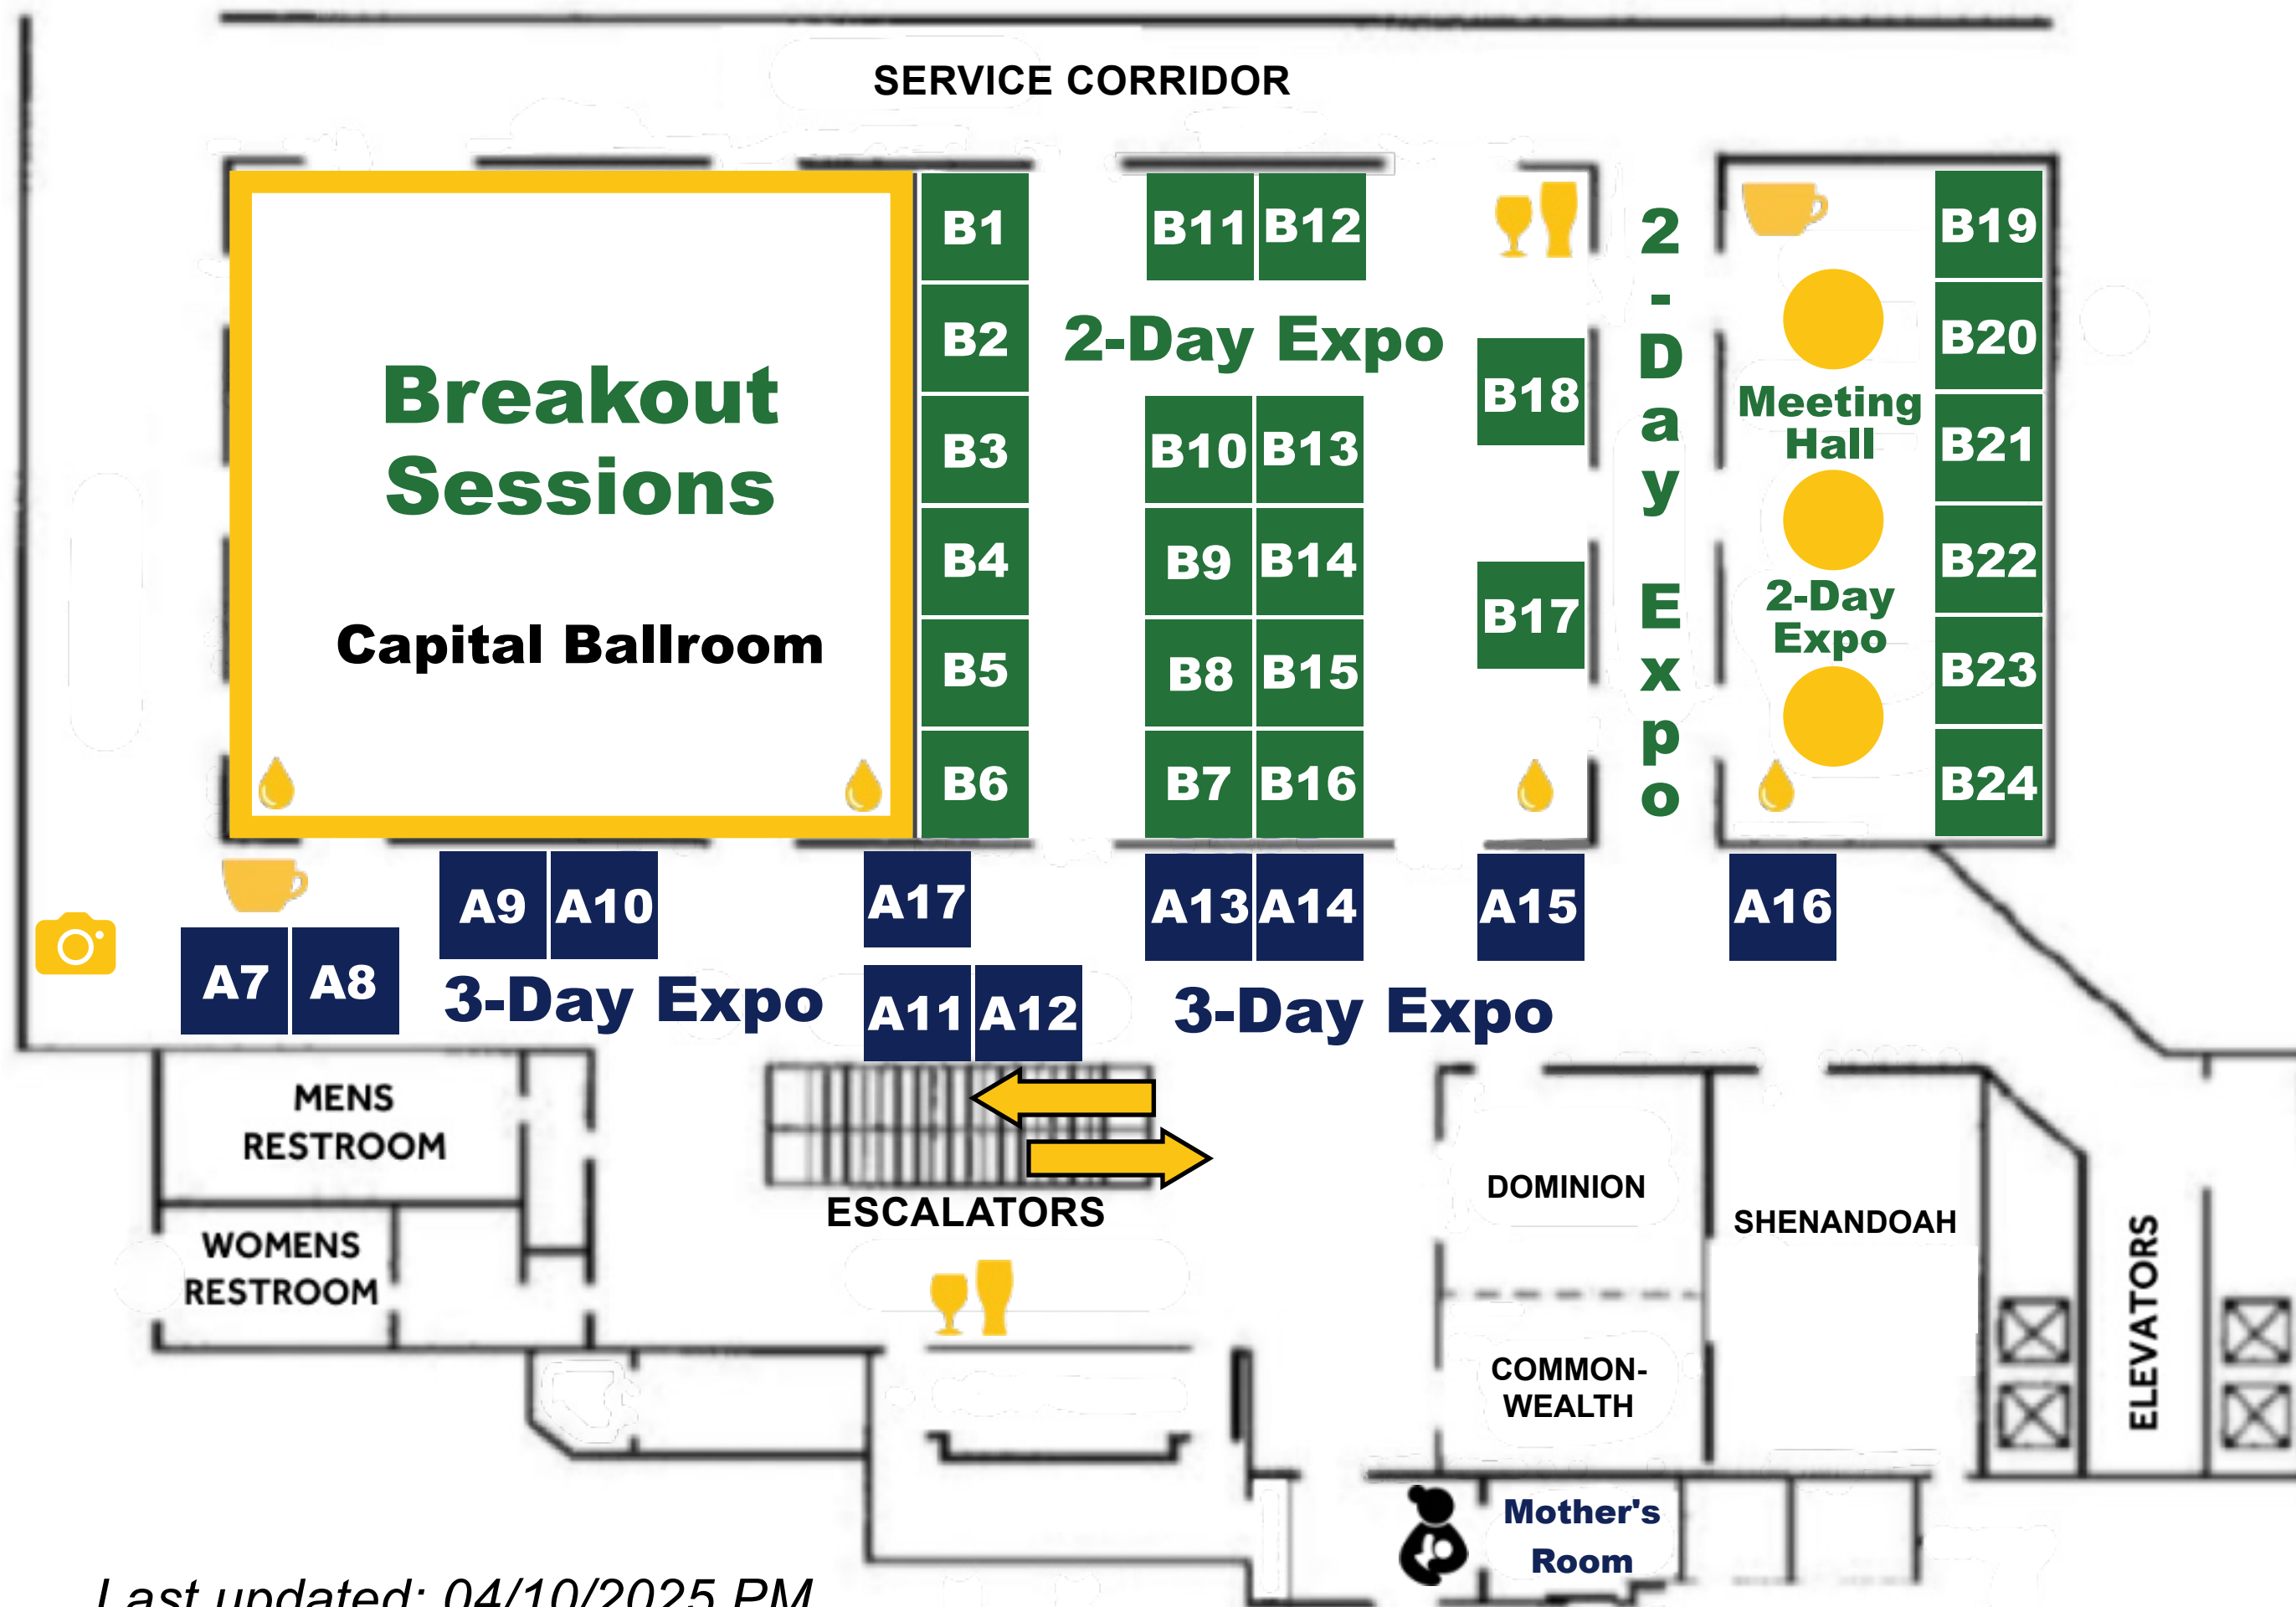 SERVICE CORRIDOR
B1
B11
B12
B19
2
-
D
a
y
E
x
p
o
Breakout
Sessions
Capital Ballroom
B2
2-Day Expo
B18
B20
Meeting
Hall
B3
B10
B13
B21
B4
B9
B14
B17
B22
2-Day
Expo
B5
B8
B15
B23
B6
B7
B16
B24
A9
A10
A17
A13
A14
A15
A16
A7
A8
3-Day Expo
A11
A12
3-Day Expo
MENS
RESTROOM
WOMENS
RESTROOM
ESCALATORS
DOMINION
SHENANDOAH
COMMON-
WEALTH
ELEVATORS
Mother's
Room
Last updated: 04/10/2025 PM